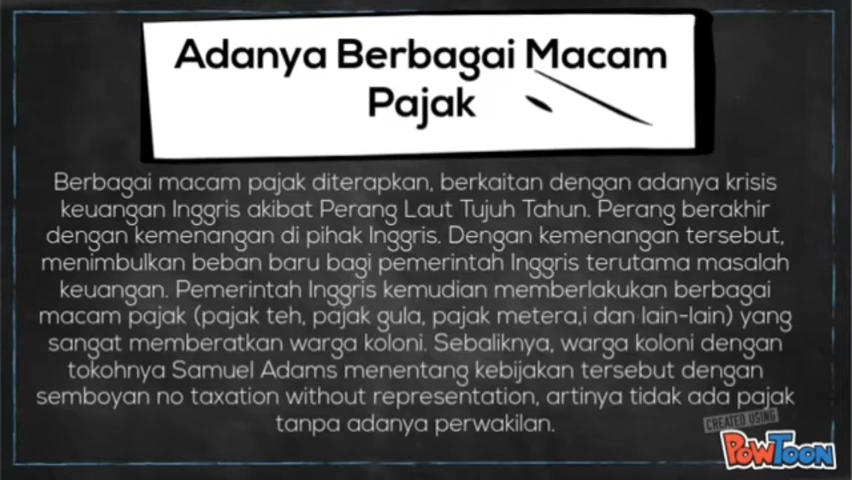 Adanya Berbagai Macam
Pajak
Berbagai macam pajak diterapkan, berkaitan dengan adanya krisis
keuangan Inggris akibat Perang Laut Tujuh Tahun. Perang berakhir
dengan kemenangan di pihak Inggris. Dengan kemenangan tersebut,
menimbulkan beban baru bagi pemerintah Inggris terutama masalah
keuangan. Pemerintah Inggris kemudian memberlakukan berbagai
macam pajak (pajak teh, pajak gula, pajak metera,i dan lain-lain) yang
sangat memberatkan warga koloni. Sebaliknya, warga koloni dengan
tokohnya Samuel Adams menentang kebijakan tersebut dengan
semboyan no taxation without representation, artinya tidak ada pajak
tanpa adanya perwakilan.
CREATED USING
POWTOON